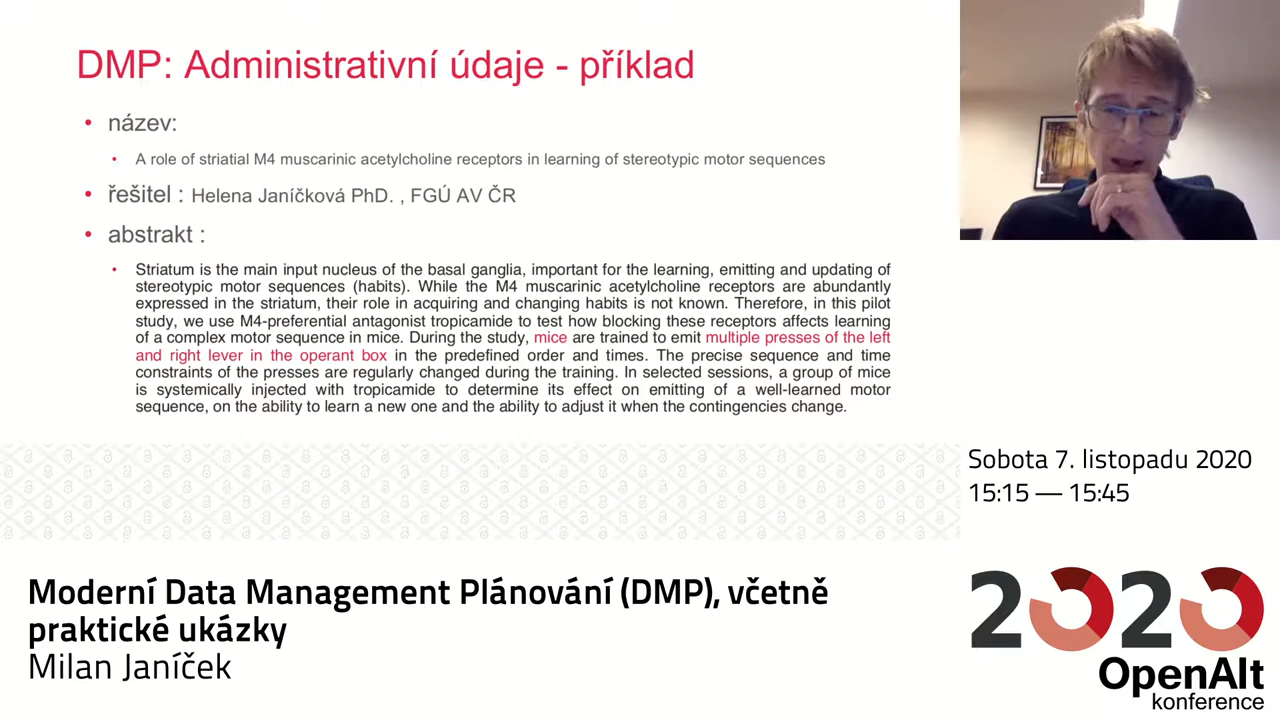 DMP: Administrativní údaje - příklad
• název:
• A role of striatial M4 muscarinic acetylcholine receptors in learning of stereotypic motor sequences
• řešitel : Helena Janíčková PhD. , FGÚ AV ČR
• abstrakt :
• Striatum is the main input nucleus of the basal ganglia, important for the learning, emitting and updating of
stereotypic motor sequences (habits). While the M4 muscarinic acetylcholine receptors are abundantly
expressed in the striatum, their role in acquiring and changing habits is not known. Therefore, in this pilot
study, we use M4-preferential antagonist tropicamide to test how blocking these receptors affects learning
of a complex motor sequence in mice. During the study, mice are trained to emit multiple presses of the left
and right lever in the operant box in the predefined order and times. The precise sequence and time
constraints of the presses are regularly changed during the training. In selected sessions, a group of mice
is systemically injected with tropicamide to determine its effect on emitting of a well-learned motor
sequence, on the ability to learn a new one and the ability to adjust it when the contingencies change.
Sobota 7. listopadu 2020
15:15 — 15:45
Moderní Data Management Plánování (DMP), včetně
praktické ukázky
Milan Janíček
2020
OpenAlt
konference